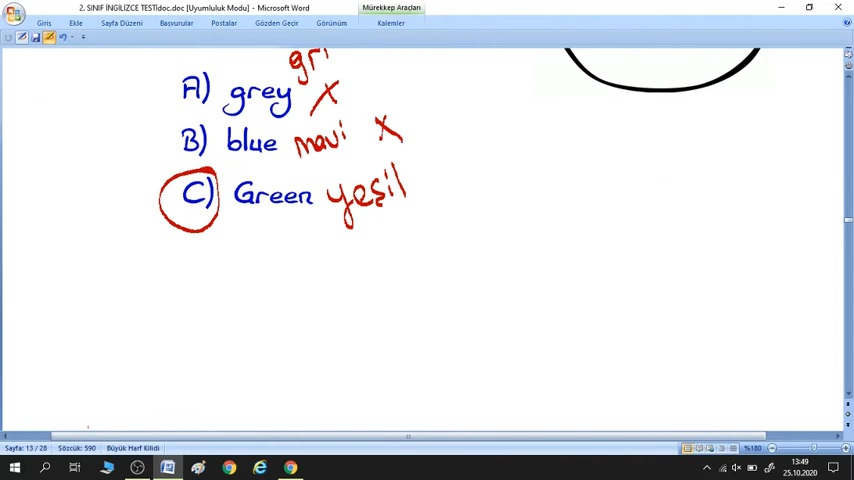 2. SINIF İNGİLİZCE TESTİdoc.doc [Uyumluluk Modu] - Microsoft Word
Mürekkep Araçları
Giriş Ekle Sayfa Düzeni Başvurular Postalar Gözden Geçir Görünüm Kalemler
gri
A) grey X
B) blue mavi X
C) Green yeşil
Sayfa: 13 / 28 Sözcük: 590 Büyük Harf Kilidi %180
13:49
25.10.2020